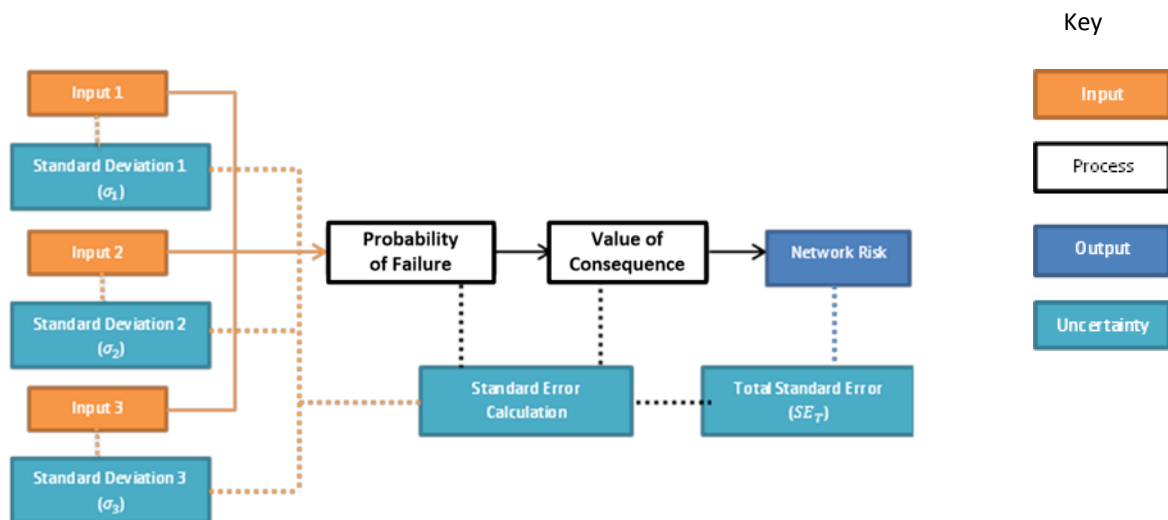 Key
Input 1
Standard Deviation 1
(σ₁)
Input 2
Standard Deviation 2
(σ₂)
Input 3
Standard Deviation 3
(σ₃)
Probability
of Failure
Value of
Consequence
Network Risk
Standard Error
Calculation
Total Standard Error
(SE_T)
Input
Process
Output
Uncertainty